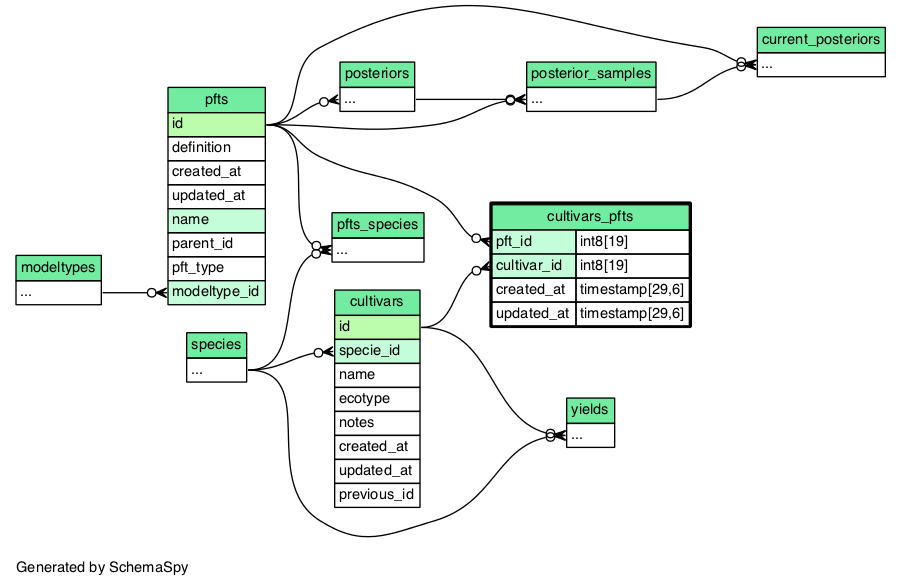 current_posteriors
...
posteriors
...
posterior_samples
...
pfts
id
definition
created_at
updated_at
name
parent_id
pft_type
modeltype_id
modeltypes
...
pfts_species
...
cultivars_pfts
pft_id int8[19]
cultivar_id int8[19]
created_at timestamp[29,6]
updated_at timestamp[29,6]
species
...
cultivars
id
specie_id
name
ecotype
notes
created_at
updated_at
previous_id
yields
...
Generated by SchemaSpy